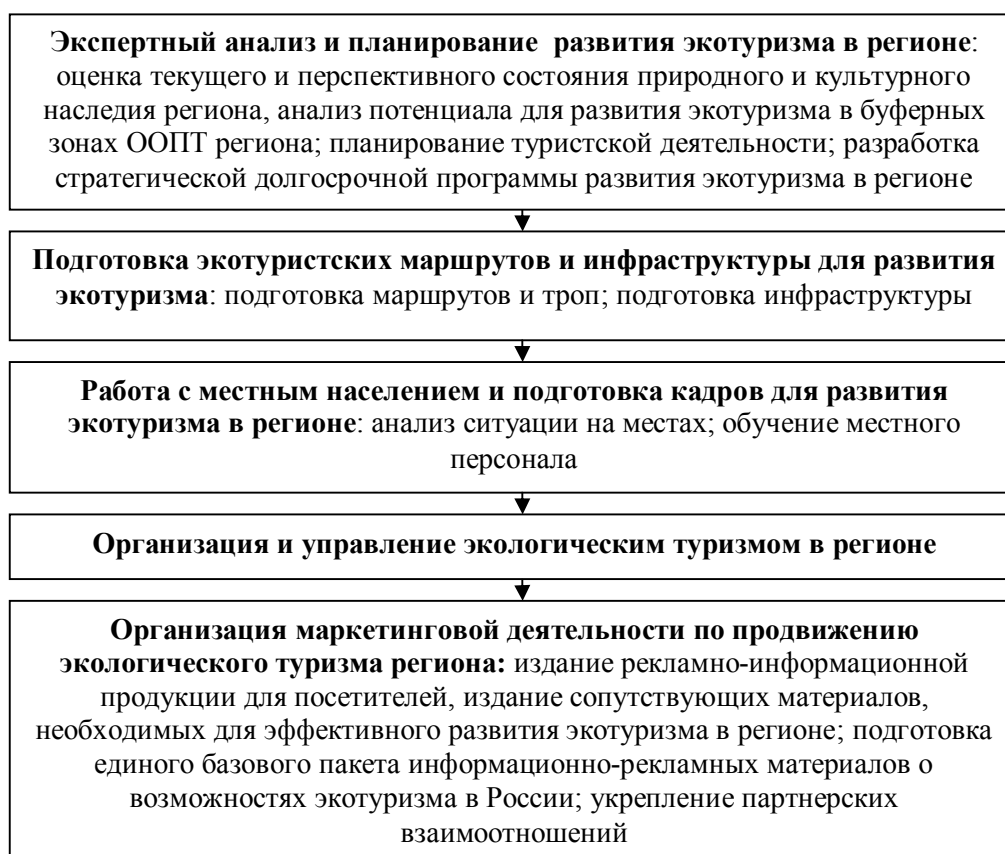 Экспертный анализ и планирование  развития экотуризма в регионе:
оценка текущего и перспективного состояния природного и культурного
наследия региона, анализ потенциала для развития экотуризма в буферных
зонах ООПТ региона; планирование туристской деятельности; разработка
стратегической долгосрочной программы развития экотуризма в регионе
Подготовка экотуристских маршрутов и инфраструктуры для развития
экотуризма: подготовка маршрутов и троп; подготовка инфраструктуры
Работа с местным населением и подготовка кадров для развития
экотуризма в регионе: анализ ситуации на местах; обучение местного
персонала
Организация и управление экологическим туризмом в регионе
Организация маркетинговой деятельности по продвижению
экологического туризма региона: издание рекламно-информационной
продукции для посетителей, издание сопутствующих материалов,
необходимых для эффективного развития экотуризма в регионе; подготовка
единого базового пакета информационно-рекламных материалов о
возможностях экотуризма в России; укрепление партнерских
взаимоотношений